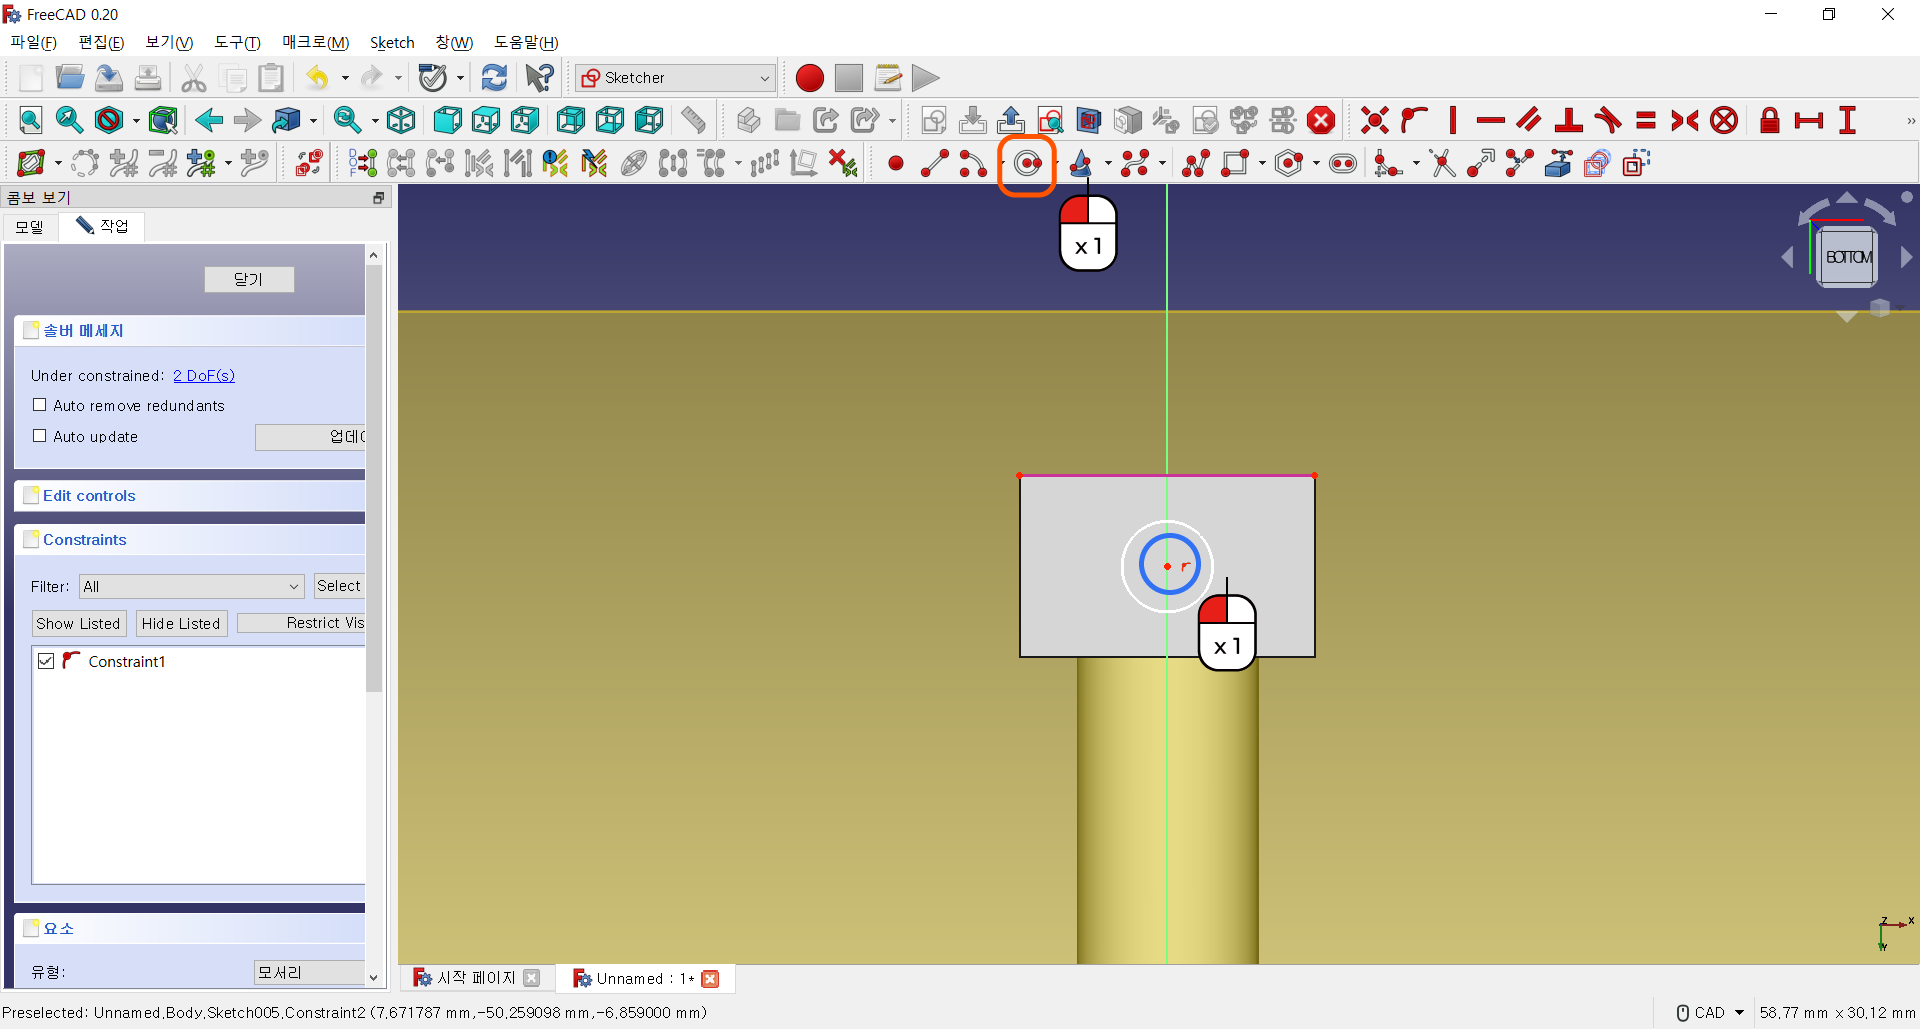 FreeCAD 0.20
파일(F) 편집(E) 보기(V) 도구(T) 매크로(M) Sketch 창(W) 도움말(H)
Sketcher
»
DOF
콤보 보기
모델 작업
닫기
솔버 메세지
Under constrained: 2 DoF(s)
Auto remove redundants
Auto update 업데이
Edit controls
Constraints
Filter: All Select
Show Listed Hide Listed Restrict Vis
Constraint1
요소
유형: 모서리
x 1
BOTTOM
x 1
Z X
Y
시작 페이지 Unnamed : 1*
Preselected: Unnamed.Body.Sketch005.Constraint2 (7.671787 mm,-50.259098 mm,-6.859000 mm)
CAD 58.77 mm x 30.12 mm